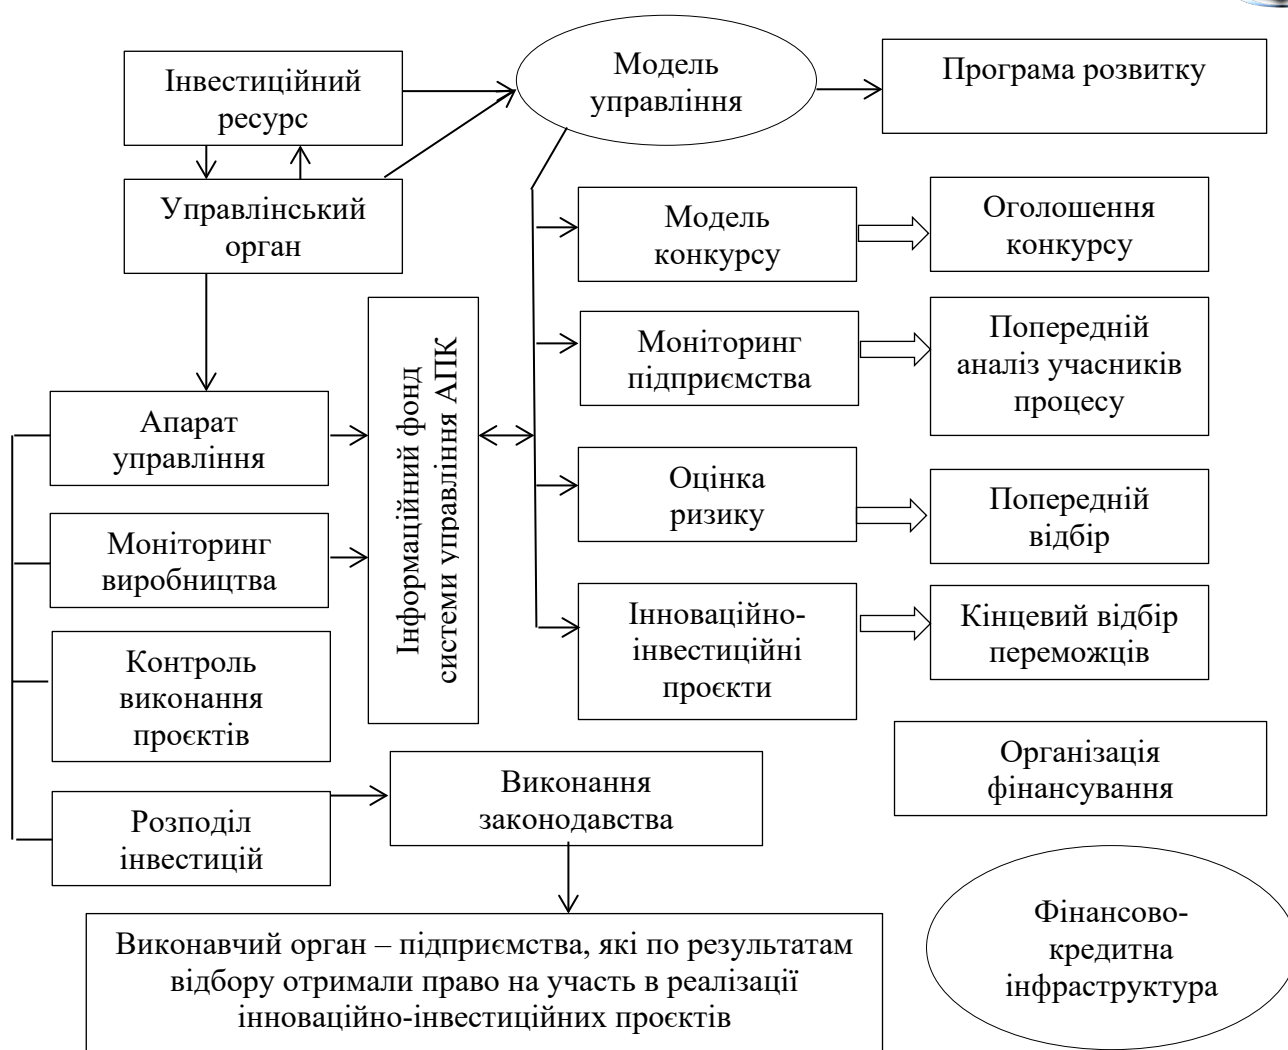 Інвестиційний
ресурс
Модель
управління
Програма розвитку
Управлінський
орган
Модель
конкурсу
Оголошення
конкурсу
Моніторинг
підприємства
Попередній
аналіз учасників
процесу
Апарат
управління
Інформаційний фонд
системи управління АПК
Оцінка
ризику
Попередній
відбір
Моніторинг
виробництва
Інноваційно-
інвестиційні
проєкти
Кінцевий відбір
переможців
Контроль
виконання
проєктів
Організація
фінансування
Розподіл
інвестицій
Виконання
законодавства
Фінансово-
кредитна
інфраструктура
Виконавчий орган – підприємства, які по результатам
відбору отримали право на участь в реалізації
інноваційно-інвестиційних проєктів